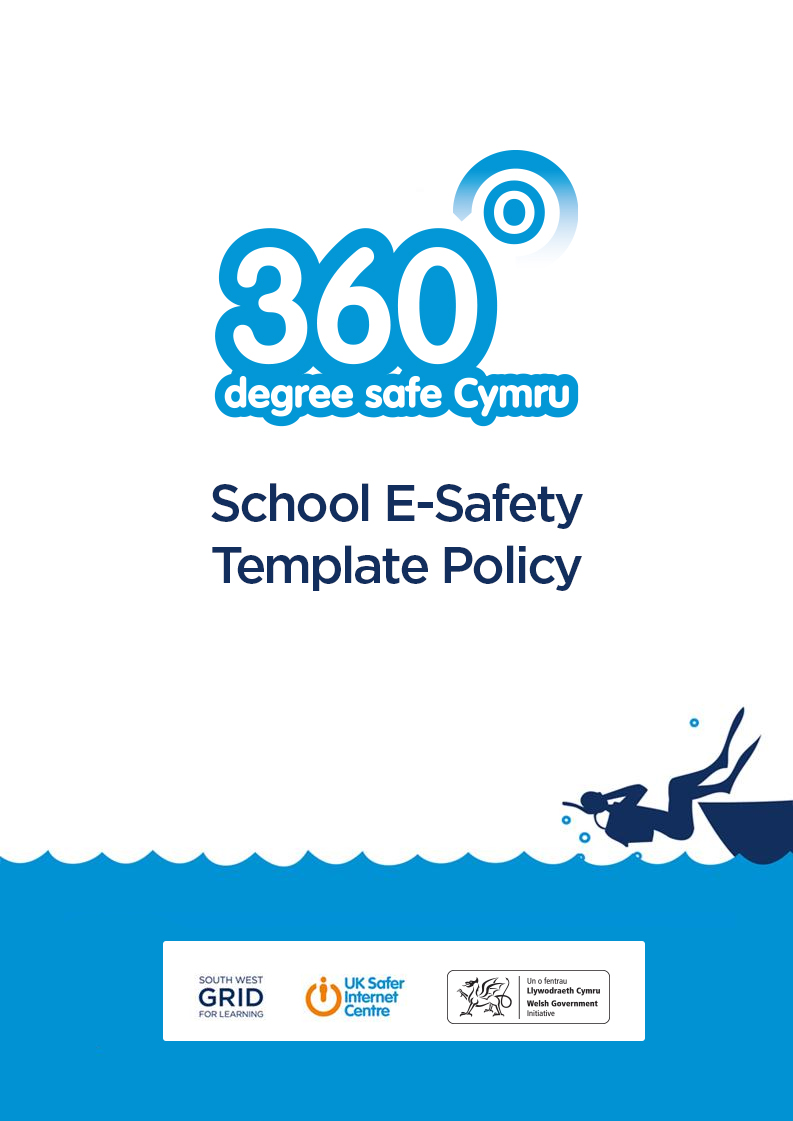 360
degree safe Cymru
School E-Safety
Template Policy
SOUTH WEST
GRID
FOR LEARNING
UK Safer
Internet
Centre
Un o fentrau
Llywodraeth Cymru
Welsh Government
Initiative